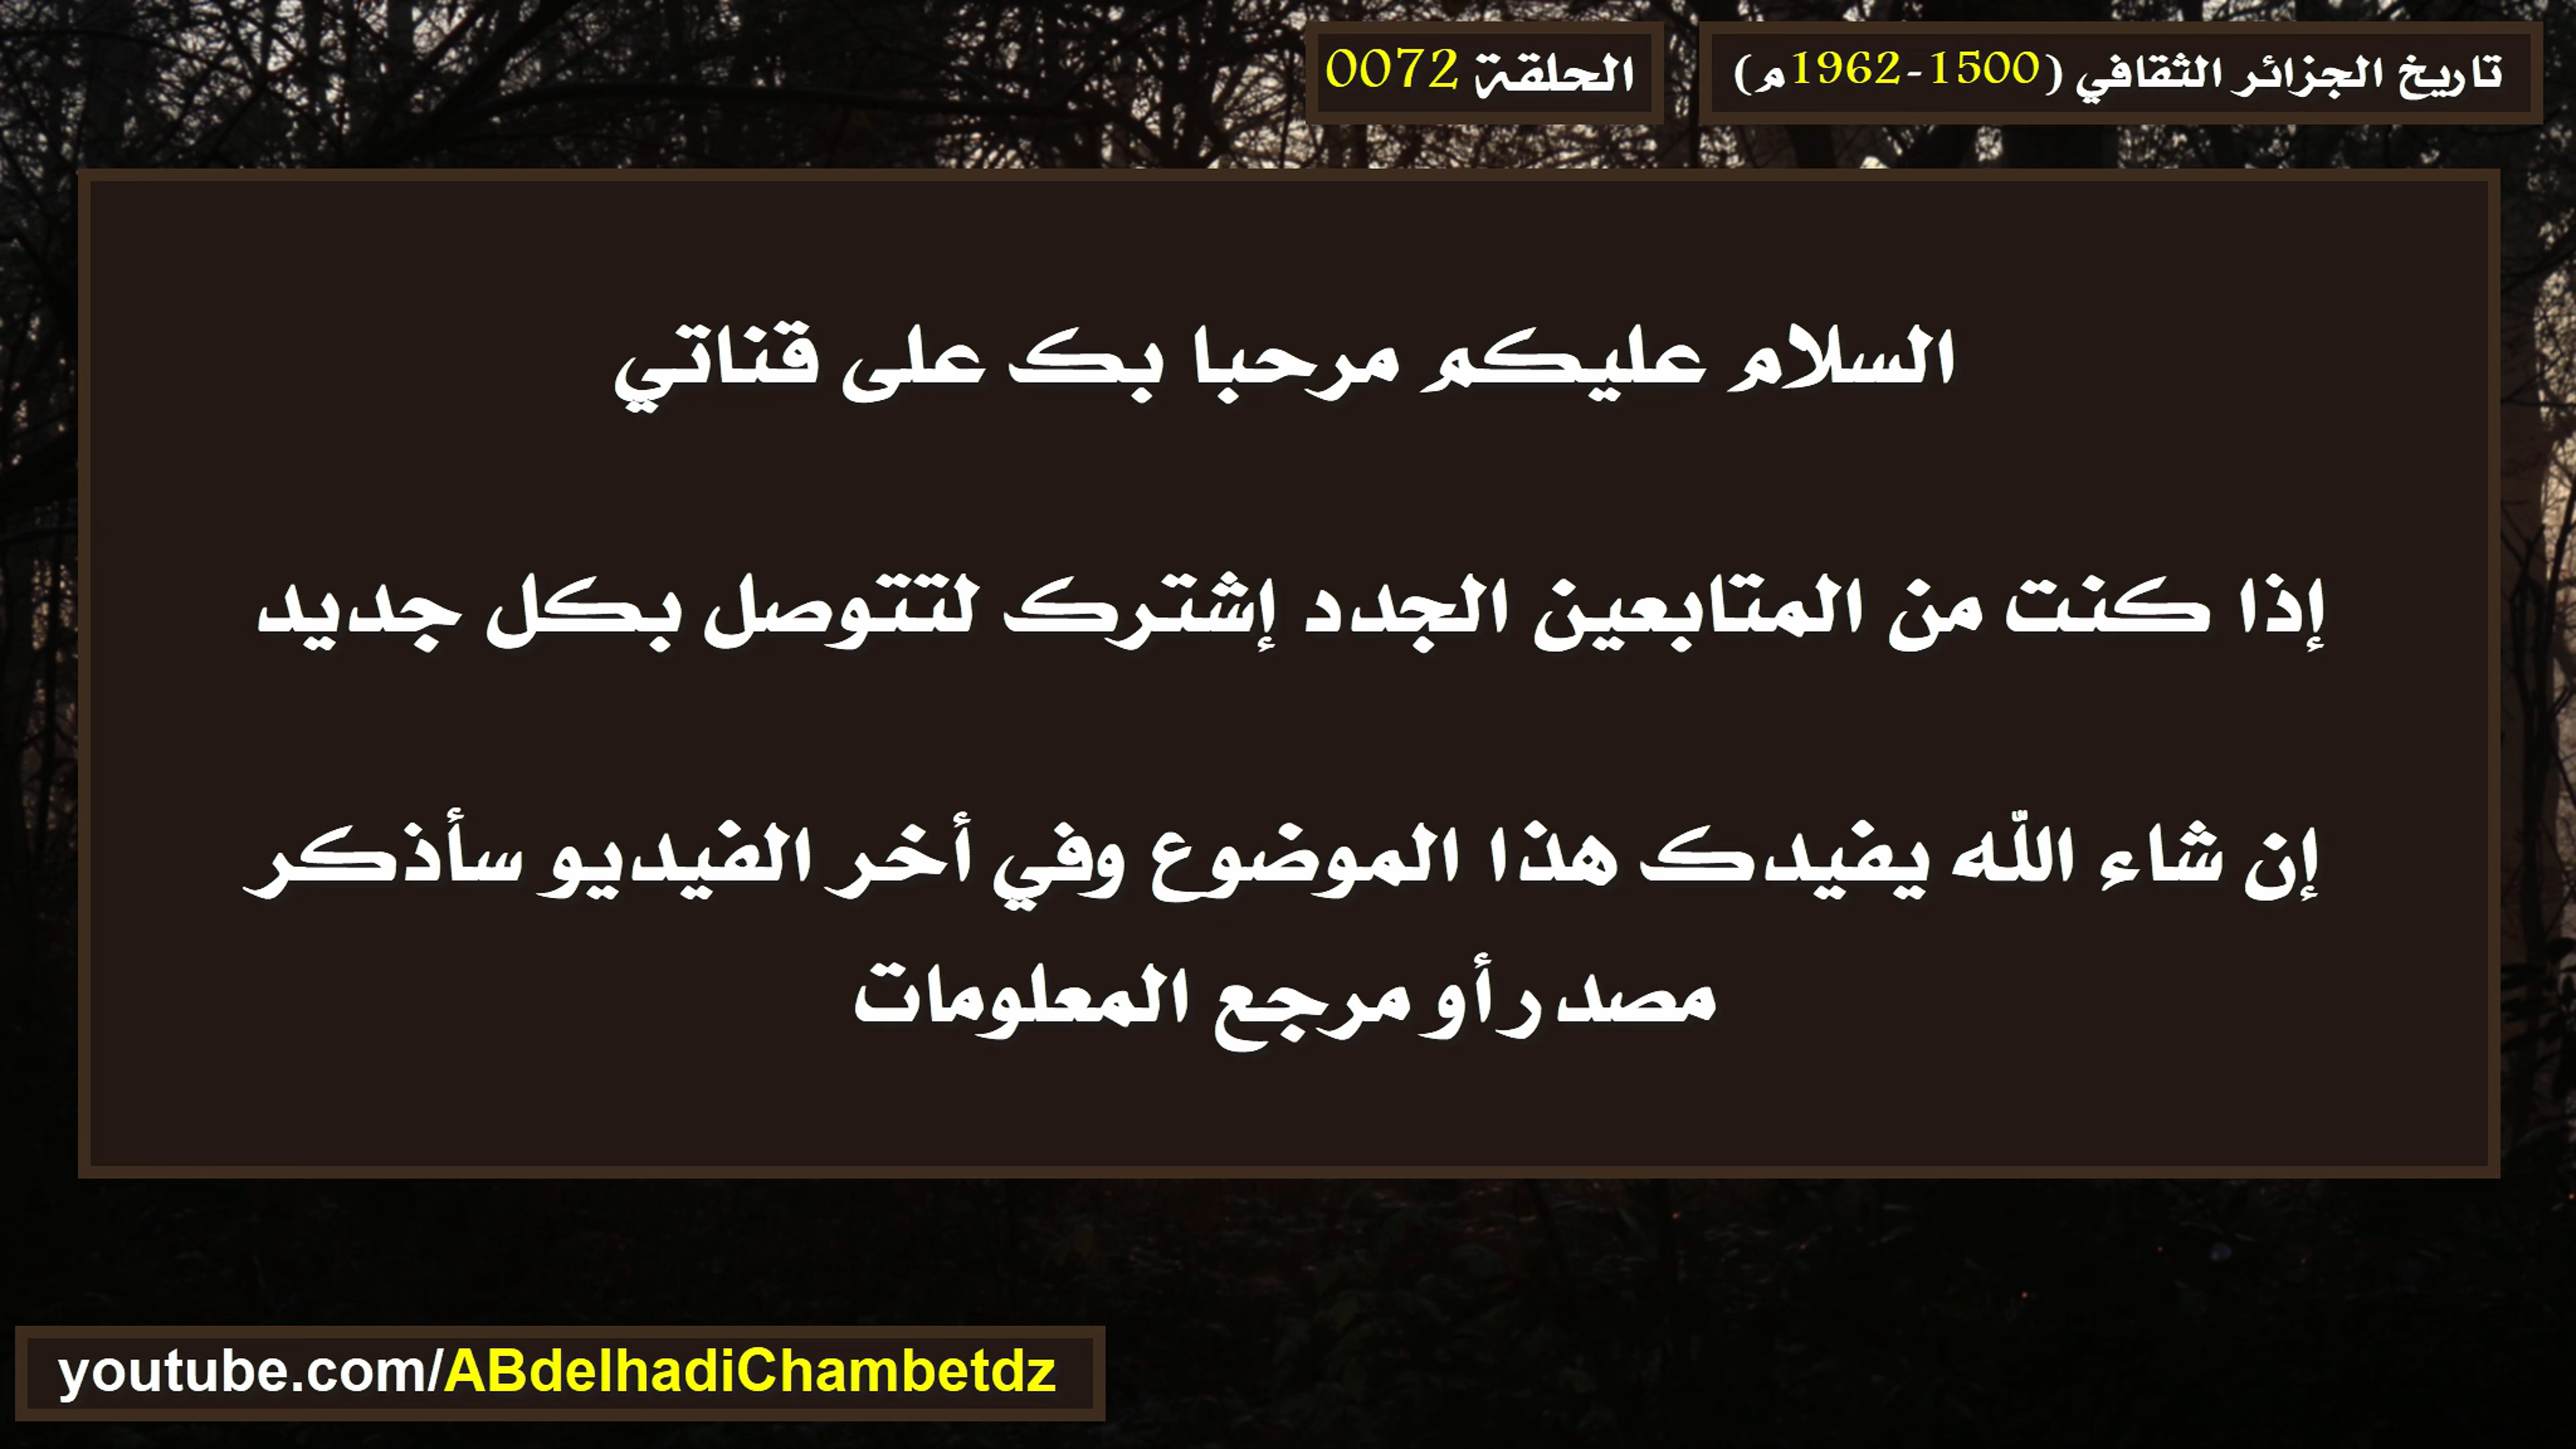 تاريخ الجزائر الثقافي (1500-1962م)
الحلقة 0072
السلام عليكم مرحبا بك على قناتي
إذا كنت من المتابعين الجدد إشترك لتتوصل بكل جديد
إن شاء الله يفيدك هذا الموضوع وفي أخر الفيديو سأذكر
مصدر أو مرجع المعلومات
youtube.com/ABdelhadiChambetdz